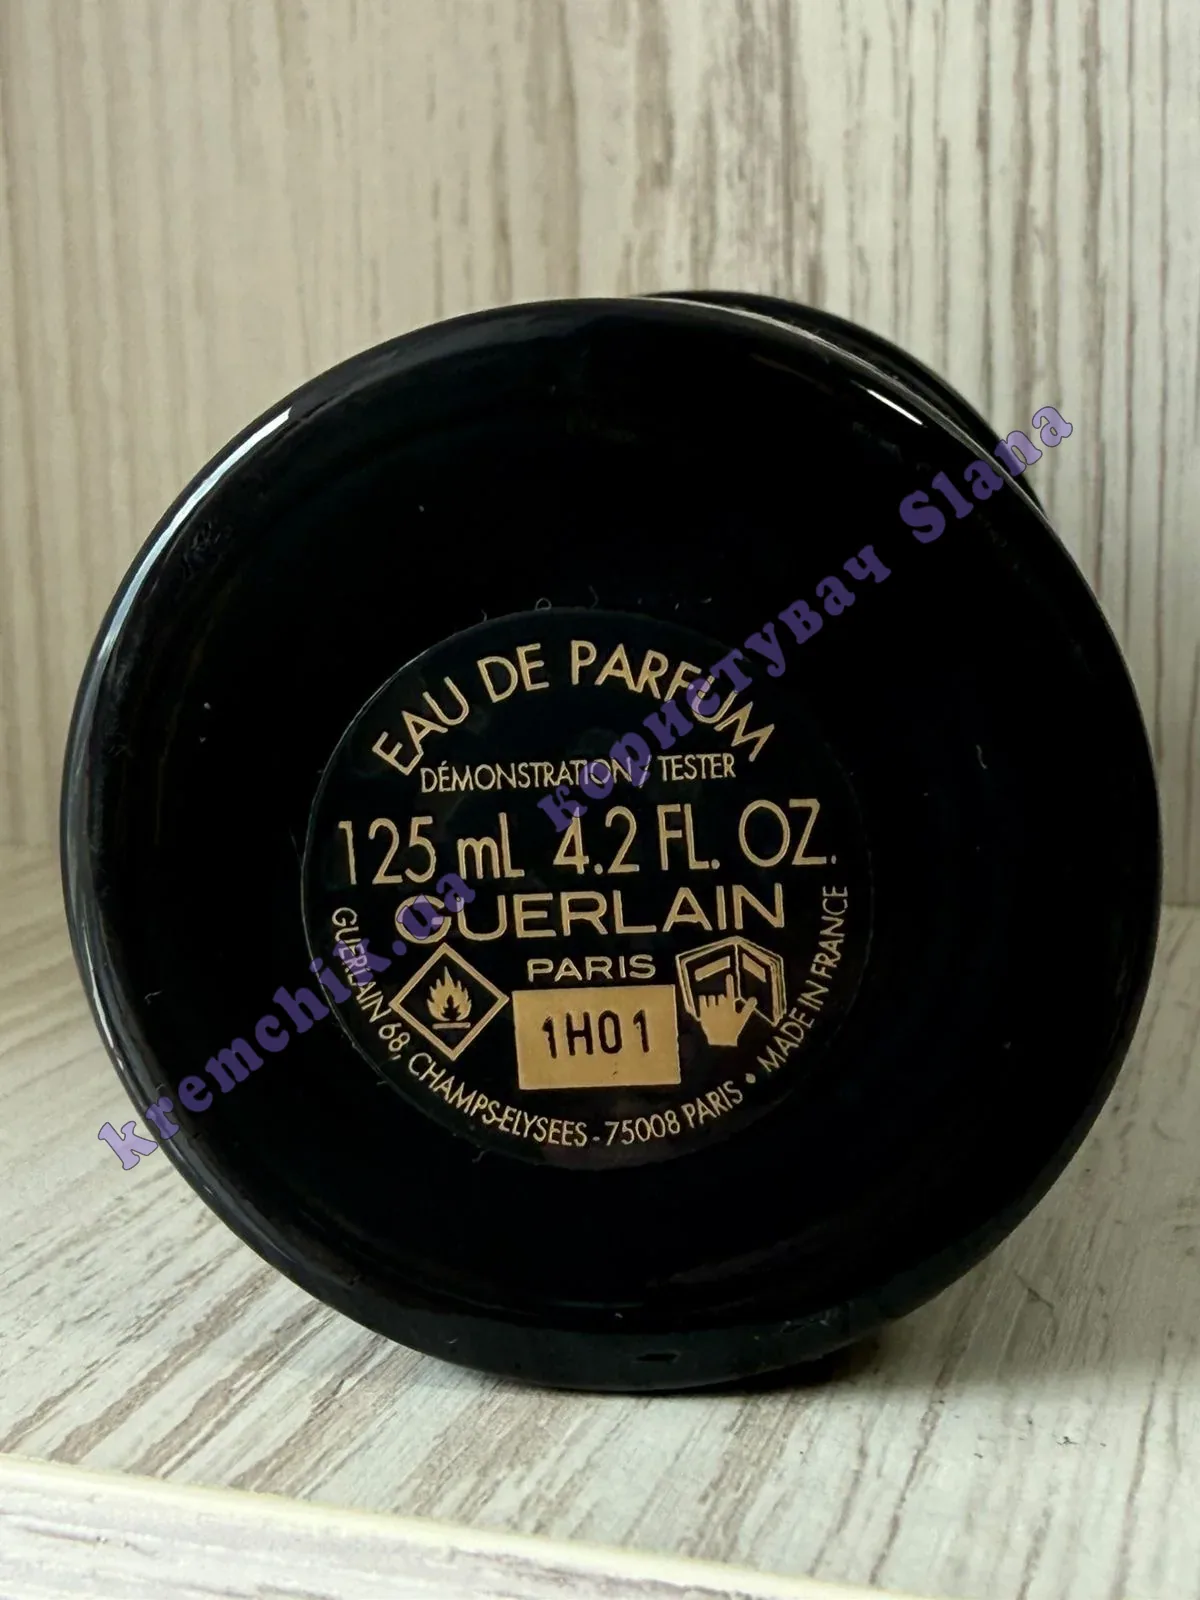 EAU DE PARFUM
DÉMONSTRATION / TESTER
125 mL 4.2 FL. OZ.
GUERLAIN
PARIS
1H01
GUERLAIN 68, CHAMPS-ELYSEES - 75008 PARIS • MADE IN FRANCE
kremchik.ua користувач Slana